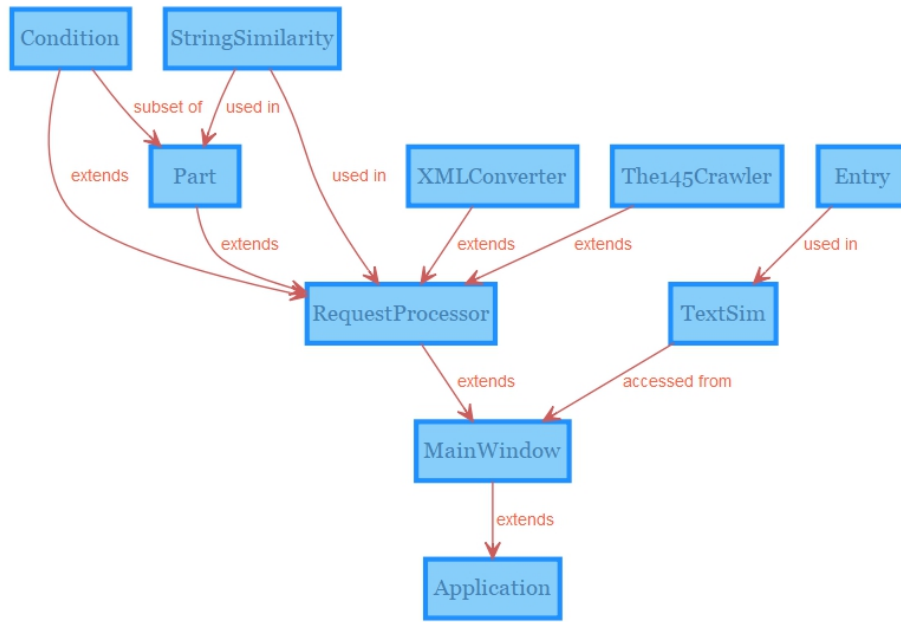 Condition
StringSimilarity
subset of
used in
extends
Part
used in
XMLConverter
The145Crawler
Entry
extends
extends
extends
used in
RequestProcessor
TextSim
extends
accessed from
MainWindow
extends
Application